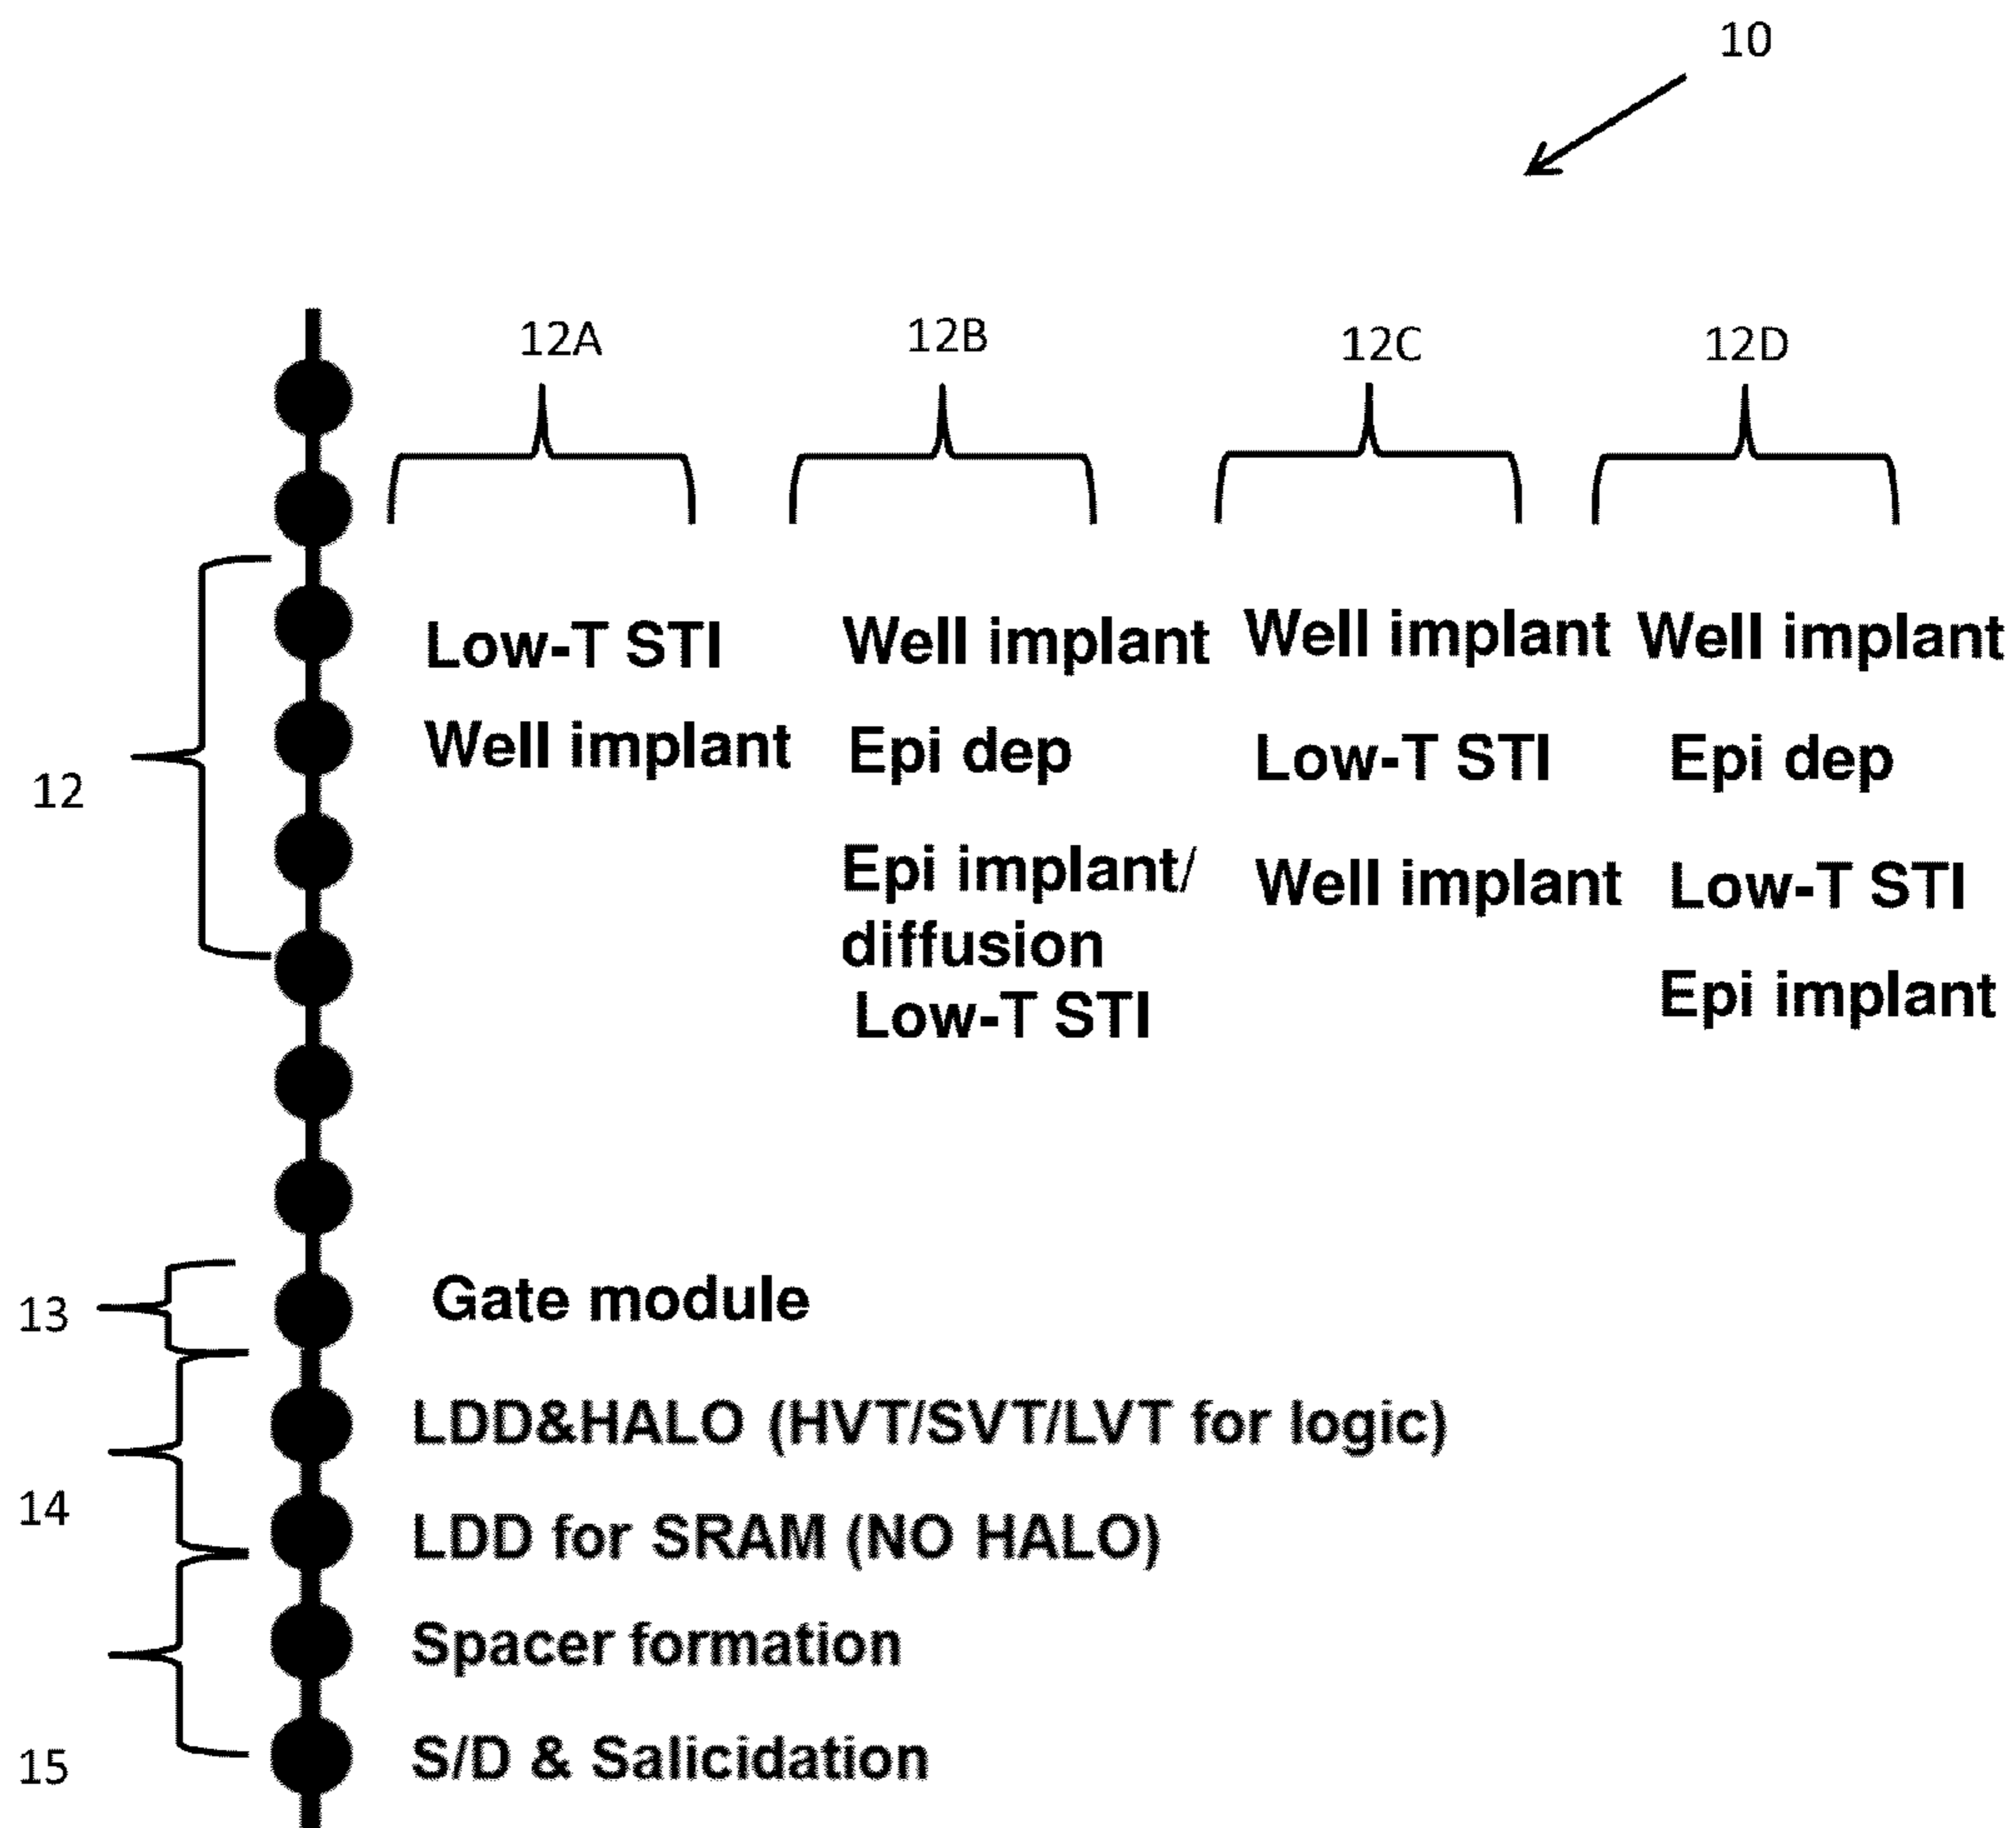 10
12A 12B 12C 12D
Low-T STI Well implant Well implant Well implant
Well implant Epi dep Low-T STI Epi dep
12
Epi implant/ Well implant Low-T STI
diffusion
Low-T STI Epi implant
13 Gate module
LDD&HALO (HVT/SVT/LVT for logic)
14
LDD for SRAM (NO HALO)
Spacer formation
15 S/D & Salicidation